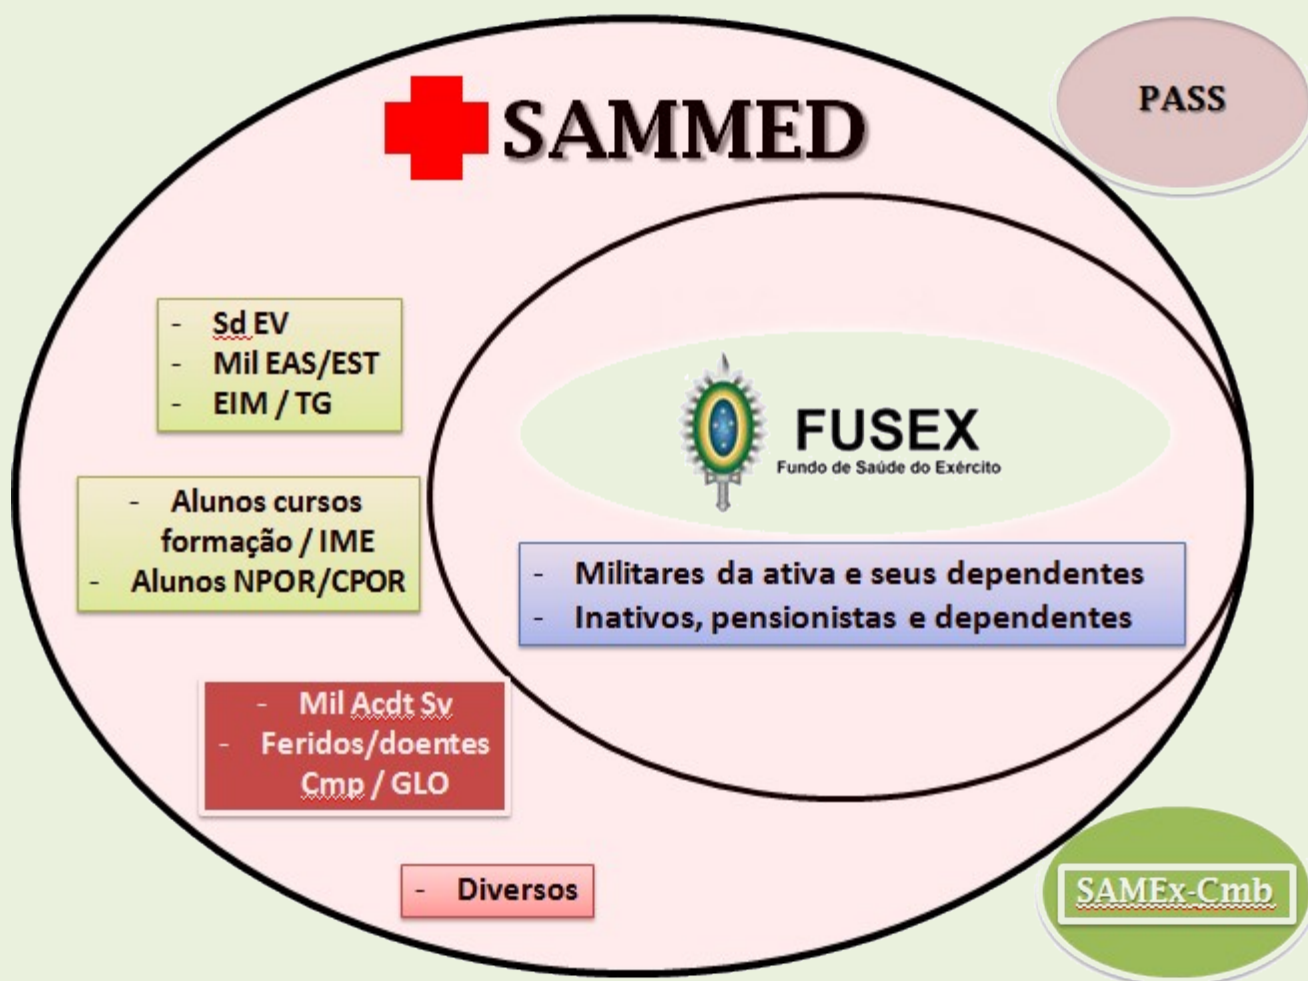 SAMMED
PASS
- Sd EV
- Mil EAS/EST
- EIM / TG
FUSEX
Fundo de Saúde do Exército
- Alunos cursos
formação / IME
- Alunos NPOR/CPOR
- Militares da ativa e seus dependentes
- Inativos, pensionistas e dependentes
- Mil Acdt Sv
- Feridos/doentes
Cmp / GLO
- Diversos
SAMEx-Cmb